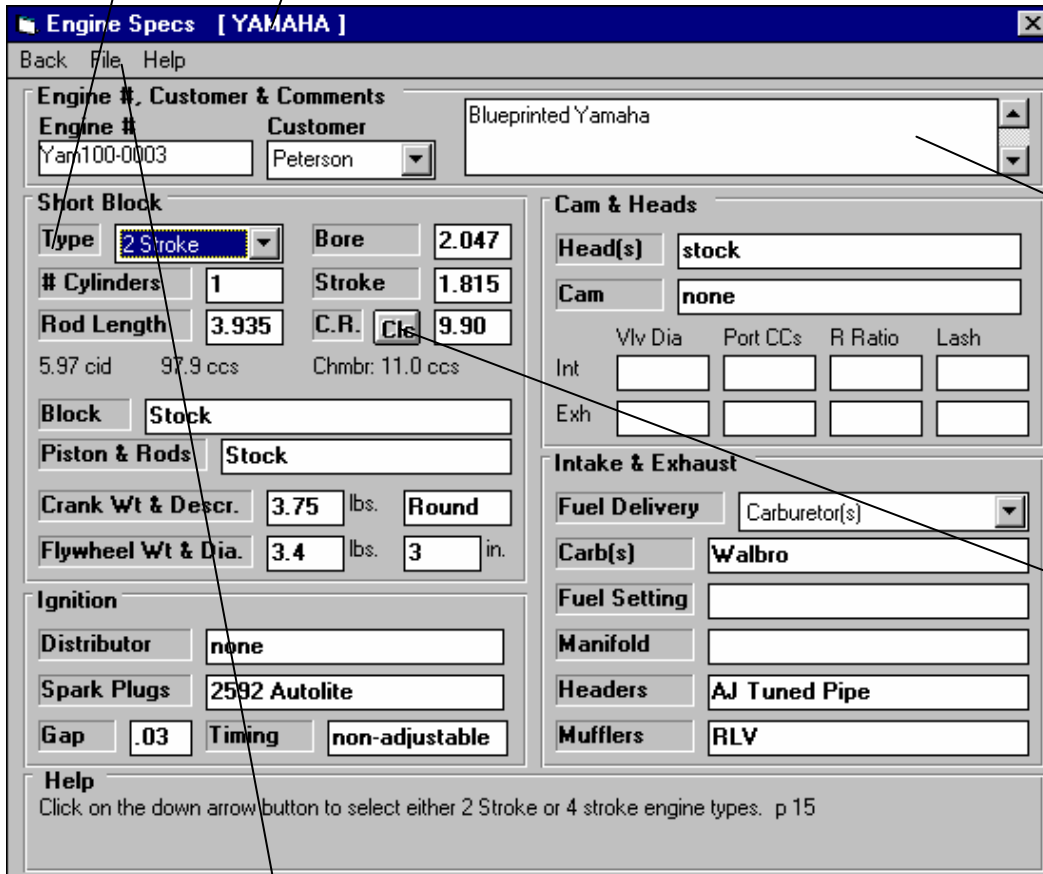 Engine Specs [ YAMAHA ]
Back File Help
Engine #, Customer & Comments
Engine # Customer
Yam100-0003 Peterson
Blueprinted Yamaha
Short Block
Type 2 Stroke Bore 2.047
# Cylinders 1 Stroke 1.815
Rod Length 3.935 C.R. Clc 9.90
5.97 cid 97.9 ccs Chmbr: 11.0 ccs
Block Stock
Piston & Rods Stock
Crank Wt & Descr. 3.75 lbs. Round
Flywheel Wt & Dia. 3.4 lbs. 3 in.
Ignition
Distributor none
Spark Plugs 2592 Autolite
Gap .03 Timing non-adjustable
Cam & Heads
Head(s) stock
Cam none
Vlv Dia Port CCs R Ratio Lash
Int
Exh
Intake & Exhaust
Fuel Delivery Carburetor(s)
Carb(s) Walbro
Fuel Setting
Manifold
Headers AJ Tuned Pipe
Mufflers RLV
Help
Click on the down arrow button to select either 2 Stroke or 4 stroke engine types. p 15